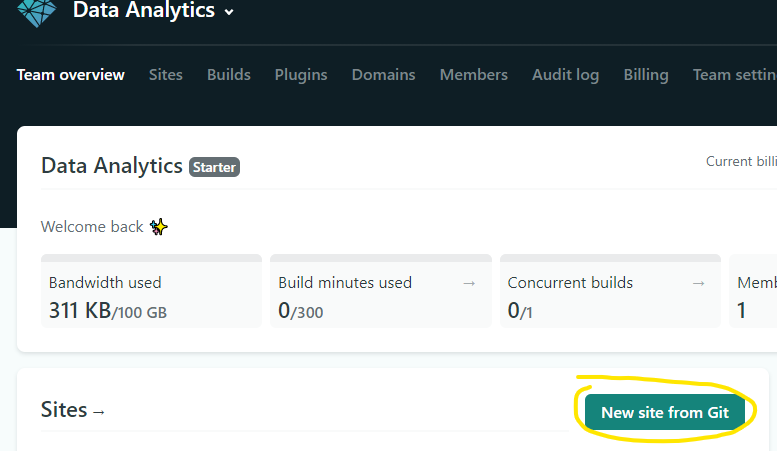 Data Analytics
Team overview Sites Builds Plugins Domains Members Audit log Billing Team settin
Data Analytics Starter
Current billi
Welcome back ✨
Bandwidth used Build minutes used → Concurrent builds → Memb
311 KB/100 GB 0/300 0/1 1
Sites → New site from Git